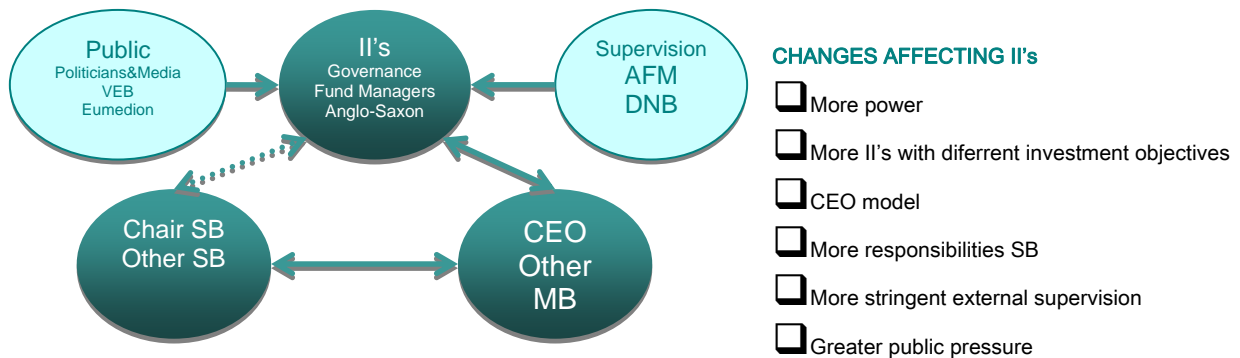 Public
Politicians&Media
VEB
Eumedion
II's
Governance
Fund Managers
Anglo-Saxon
Supervision
AFM
DNB
Chair SB
Other SB
CEO
Other
MB
CHANGES AFFECTING II's
More power
More II's with diferrent investment objectives
CEO model
More responsibilities SB
More stringent external supervision
Greater public pressure